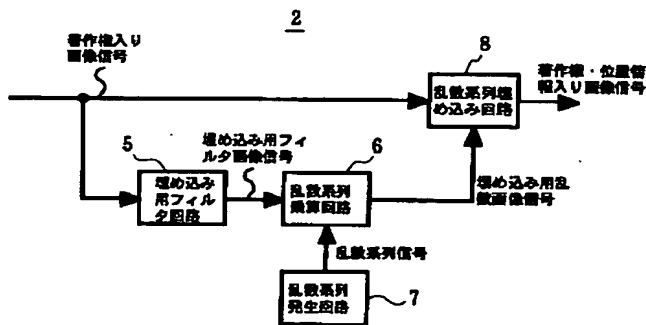 2
著作権入り
画像信号
8
乱数系列埋
め込み回路
著作権・位置情
報入り画像信号
埋め込み用フィ
ルタ画像信号
5
6
埋め込み
用フィル
タ回路
乱数系列
乗算回路
埋め込み用乱
数画像信号
乱数系列信号
乱数系列
発生回路
7